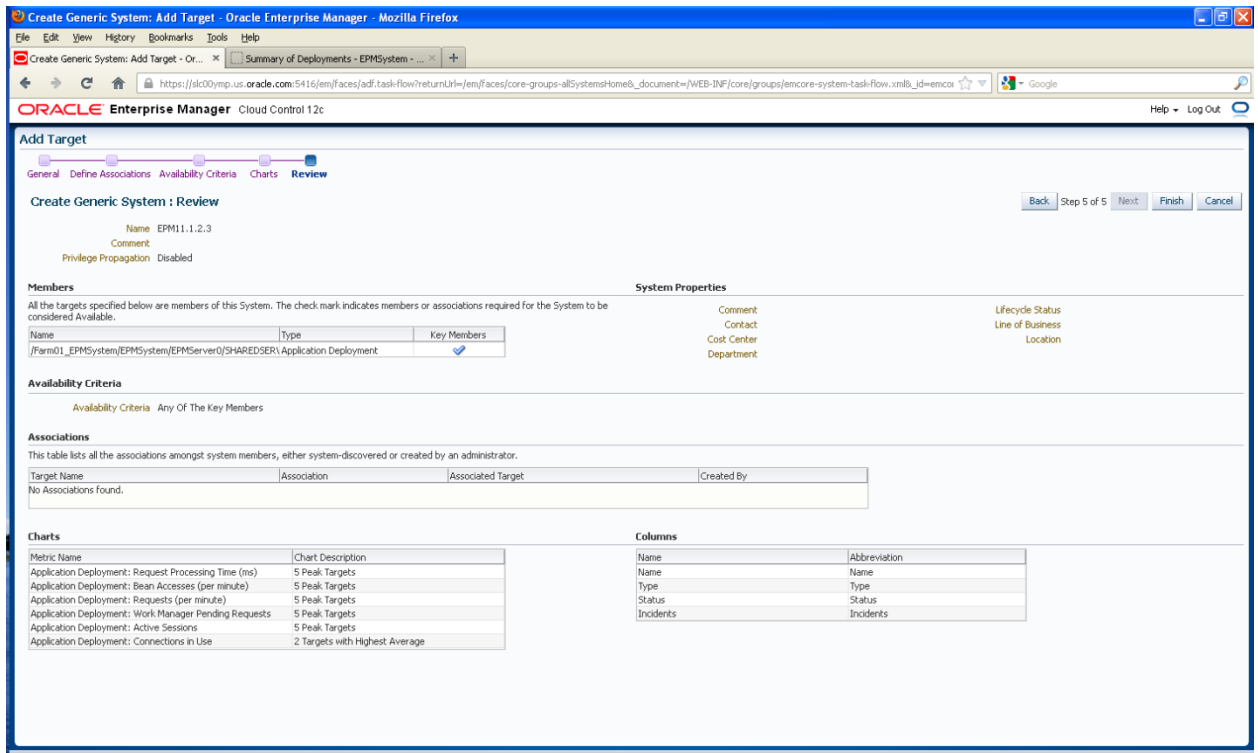 Create Generic System: Add Target - Oracle Enterprise Manager - Mozilla Firefox
File Edit View History Bookmarks Tools Help
Create Generic System: Add Target - Or... × Summary of Deployments - EPMSystem - ... × +
https://slc00ymp.us.oracle.com:5416/em/faces/adf.task-flow?returnUrl=/em/faces/core-groups-allSystemsHome&_document=/WEB-INF/core/groups/emcore-system-task-flow.xml&_id=emcor Google
ORACLE Enterprise Manager Cloud Control 12c Help Log Out
Add Target
General Define Associations Availability Criteria Charts Review
Create Generic System : Review Back Step 5 of 5 Next Finish Cancel
Name EPM11.1.2.3
Comment
Privilege Propagation Disabled
Members
All the targets specified below are members of this System. The check mark indicates members or associations required for the System to be
considered Available.
Name Type Key Members
/Farm01_EPMSystem/EPMSystem/EPMServer0/SHAREDSER\ Application Deployment
System Properties
Comment Lifecycle Status
Contact Line of Business
Cost Center Location
Department
Availability Criteria
Availability Criteria Any Of The Key Members
Associations
This table lists all the associations amongst system members, either system-discovered or created by an administrator.
Target Name Association Associated Target Created By
No Associations found.
Charts
Metric Name Chart Description
Application Deployment: Request Processing Time (ms) 5 Peak Targets
Application Deployment: Bean Accesses (per minute) 5 Peak Targets
Application Deployment: Requests (per minute) 5 Peak Targets
Application Deployment: Work Manager Pending Requests 5 Peak Targets
Application Deployment: Active Sessions 5 Peak Targets
Application Deployment: Connections in Use 2 Targets with Highest Average
Columns
Name Abbreviation
Name Name
Type Type
Status Status
Incidents Incidents